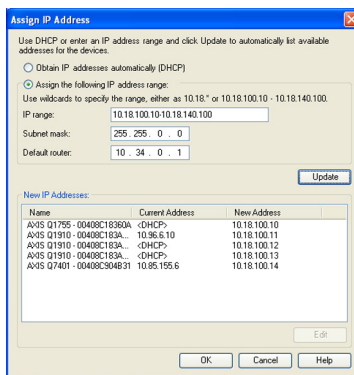 Assign IP Address
Use DHCP or enter an IP address range and click. Update to automatically list available
addresses for the devices.
Obtain IP addresses automatically (DHCP)
Assign the following IP address range:
Use wildcards to specify the range, either as 10.18.* or 10.18.100.10 - 10.18.140.100.
IP range: 10.18.100.10-10.18.140.100
Subnet mask: 255 . 255 . 0 . 0
Default router: 10 . 34 . 0 . 1
Update
New IP Addresses:
Name Current Address New Address
AXIS Q1755 - 00408C18360A <DHCP> 10.18.100.10
AXIS Q1910 - 00408C183A... 10.96.6.10 10.18.100.11
AXIS Q1910 - 00408C183A... <DHCP> 10.18.100.12
AXIS Q1910 - 00408C183A... <DHCP> 10.18.100.13
AXIS Q7401 - 00408C904B31 10.85.155.6 10.18.100.14
Edit
OK Cancel Help